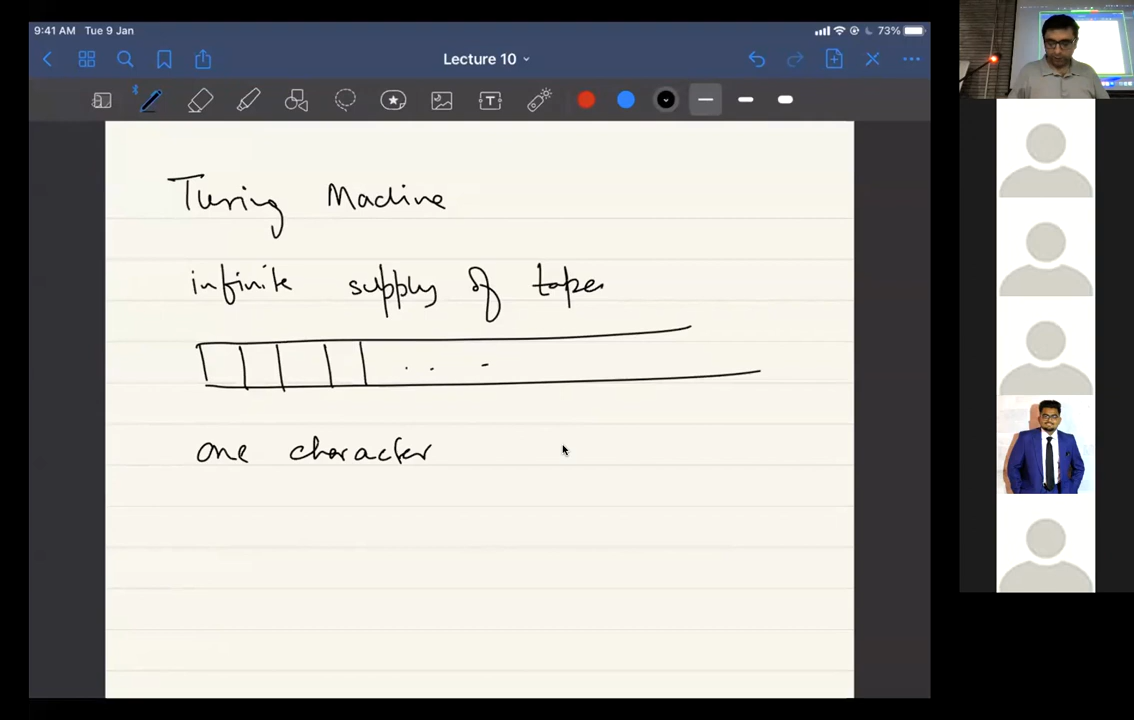 9:41 AM Tue 9 Jan 73%
Lecture 10
Turing Machine
infinite supply of tape
. . -
one character